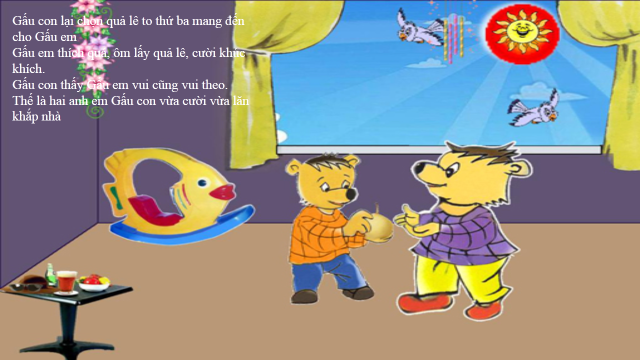 Gấu con lại chọn quả lê to thứ ba mang đến
cho Gấu em
Gấu em thích quá, ôm lấy quả lê, cười khúc
khích.
Gấu con thấy Gấu em vui cũng vui theo.
Thế là hai anh em Gấu con vừa cười vừa lăn
khắp nhà